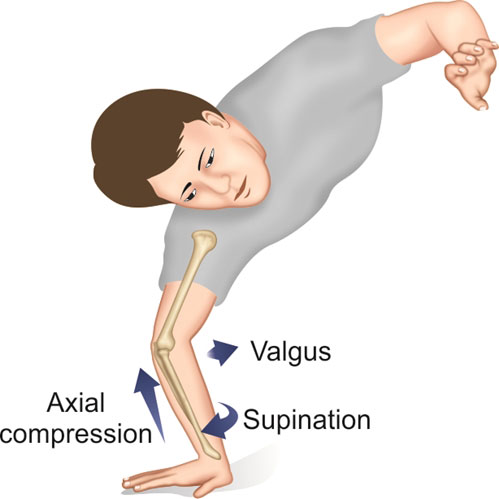 Valgus
Axial
compression
Supination